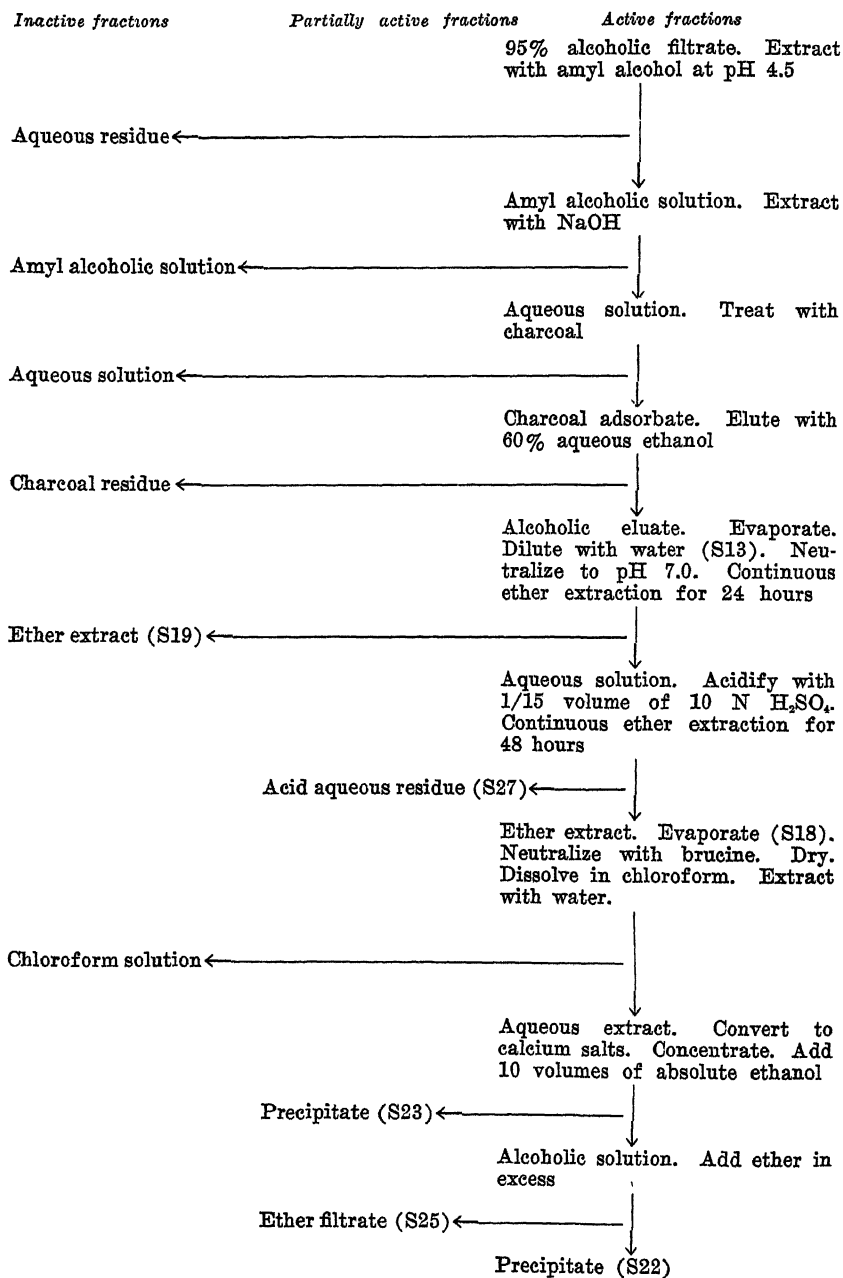 Inactive fractions Partially active fractions Active fractions
95% alcoholic filtrate. Extract
with amyl alcohol at pH 4.5
Aqueous residue
Amyl alcoholic solution. Extract
with NaOH
Amyl alcoholic solution
Aqueous solution. Treat with
charcoal
Aqueous solution
Charcoal adsorbate. Elute with
60% aqueous ethanol
Charcoal residue
Alcoholic eluate. Evaporate.
Dilute with water (S13). Neu-
tralize to pH 7.0. Continuous
ether extraction for 24 hours
Ether extract (S19)
Aqueous solution. Acidify with
1/15 volume of 10 N H₂SO₄.
Continuous ether extraction for
48 hours
Acid aqueous residue (S27)
Ether extract. Evaporate (S18).
Neutralize with brucine. Dry.
Dissolve in chloroform. Extract
with water.
Chloroform solution
Aqueous extract. Convert to
calcium salts. Concentrate. Add
10 volumes of absolute ethanol
Precipitate (S23)
Alcoholic solution. Add ether in
excess
Ether filtrate (S25)
Precipitate (S22)